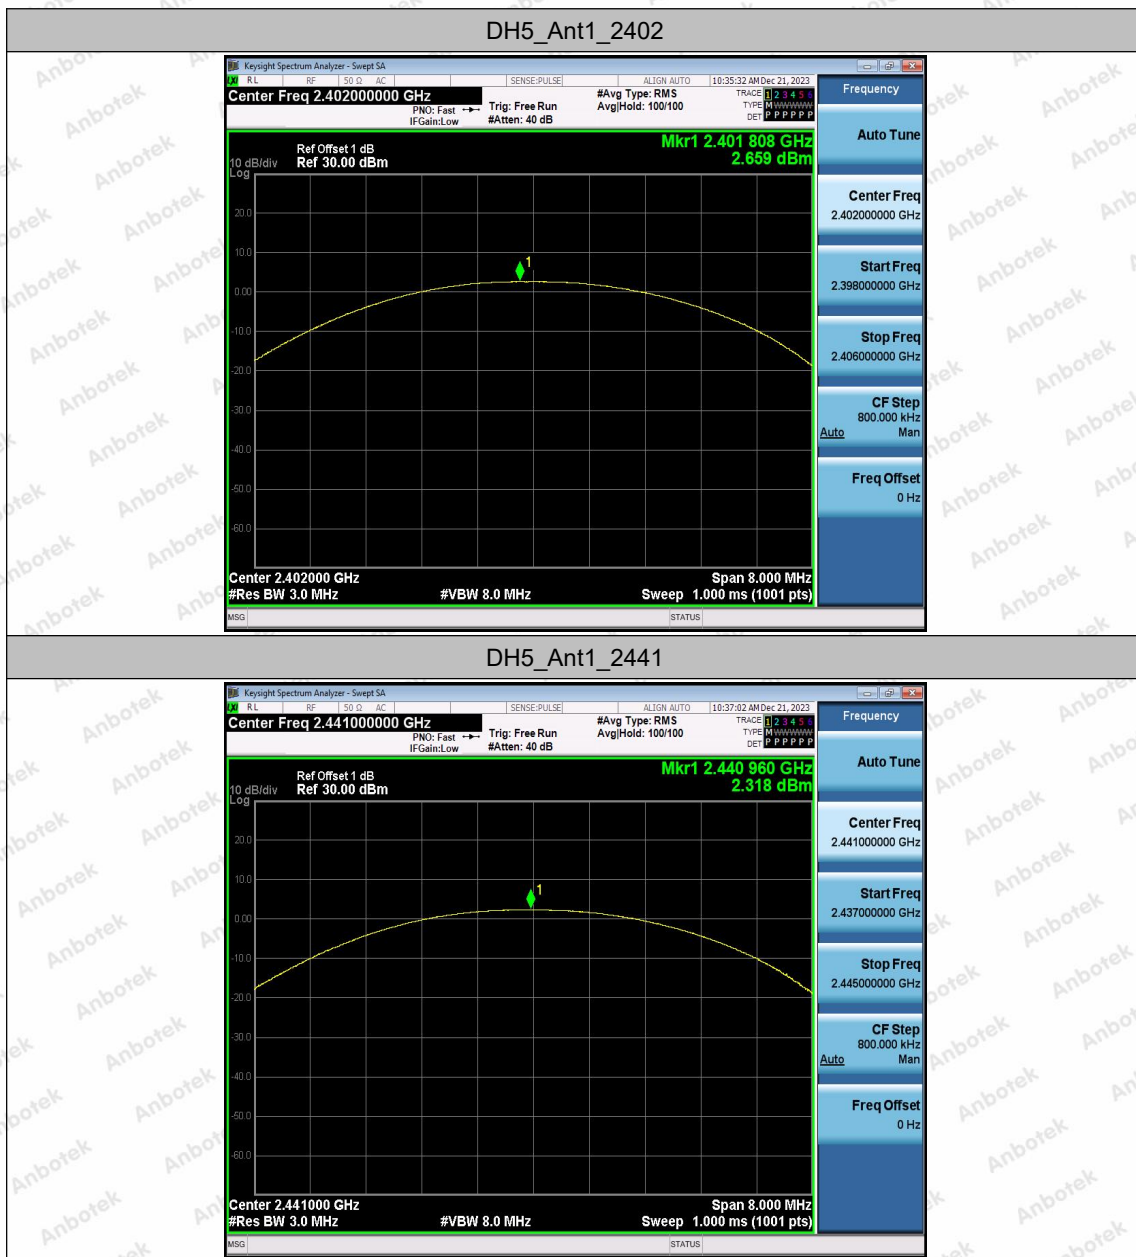 DH5_Ant1_2402
Keysight Spectrum Analyzer - Swept SA
RL RF 50 Ω AC SENSE:PULSE ALIGN AUTO 10:35:32 AM Dec 21, 2023
Center Freq 2.402000000 GHz
PNO: Fast
IFGain:Low
Trig: Free Run
#Atten: 40 dB
#Avg Type: RMS
Avg|Hold: 100/100
TRACE 1 2 3 4 5 6
TYPE M W W W W W
DET P P P P P P
Frequency
Mkr1 2.401 808 GHz
2.659 dBm
Ref Offset 1 dB
10 dB/div Ref 30.00 dBm
Log
20.0
10.0
0.00
-10.0
-20.0
-30.0
-40.0
-50.0
-60.0
1
Auto Tune
Center Freq
2.402000000 GHz
Start Freq
2.398000000 GHz
Stop Freq
2.406000000 GHz
CF Step
800.000 kHz
Auto Man
Freq Offset
0 Hz
Center 2.402000 GHz Span 8.000 MHz
#Res BW 3.0 MHz #VBW 8.0 MHz Sweep 1.000 ms (1001 pts)
MSG STATUS
DH5_Ant1_2441
Keysight Spectrum Analyzer - Swept SA
RL RF 50 Ω AC SENSE:PULSE ALIGN AUTO 10:37:02 AM Dec 21, 2023
Center Freq 2.441000000 GHz
PNO: Fast
IFGain:Low
Trig: Free Run
#Atten: 40 dB
#Avg Type: RMS
Avg|Hold: 100/100
TRACE 1 2 3 4 5 6
TYPE M W W W W W
DET P P P P P P
Frequency
Mkr1 2.440 960 GHz
2.318 dBm
Ref Offset 1 dB
10 dB/div Ref 30.00 dBm
Log
20.0
10.0
0.00
-10.0
-20.0
-30.0
-40.0
-50.0
-60.0
1
Auto Tune
Center Freq
2.441000000 GHz
Start Freq
2.437000000 GHz
Stop Freq
2.445000000 GHz
CF Step
800.000 kHz
Auto Man
Freq Offset
0 Hz
Center 2.441000 GHz Span 8.000 MHz
#Res BW 3.0 MHz #VBW 8.0 MHz Sweep 1.000 ms (1001 pts)
MSG STATUS
Anbotek